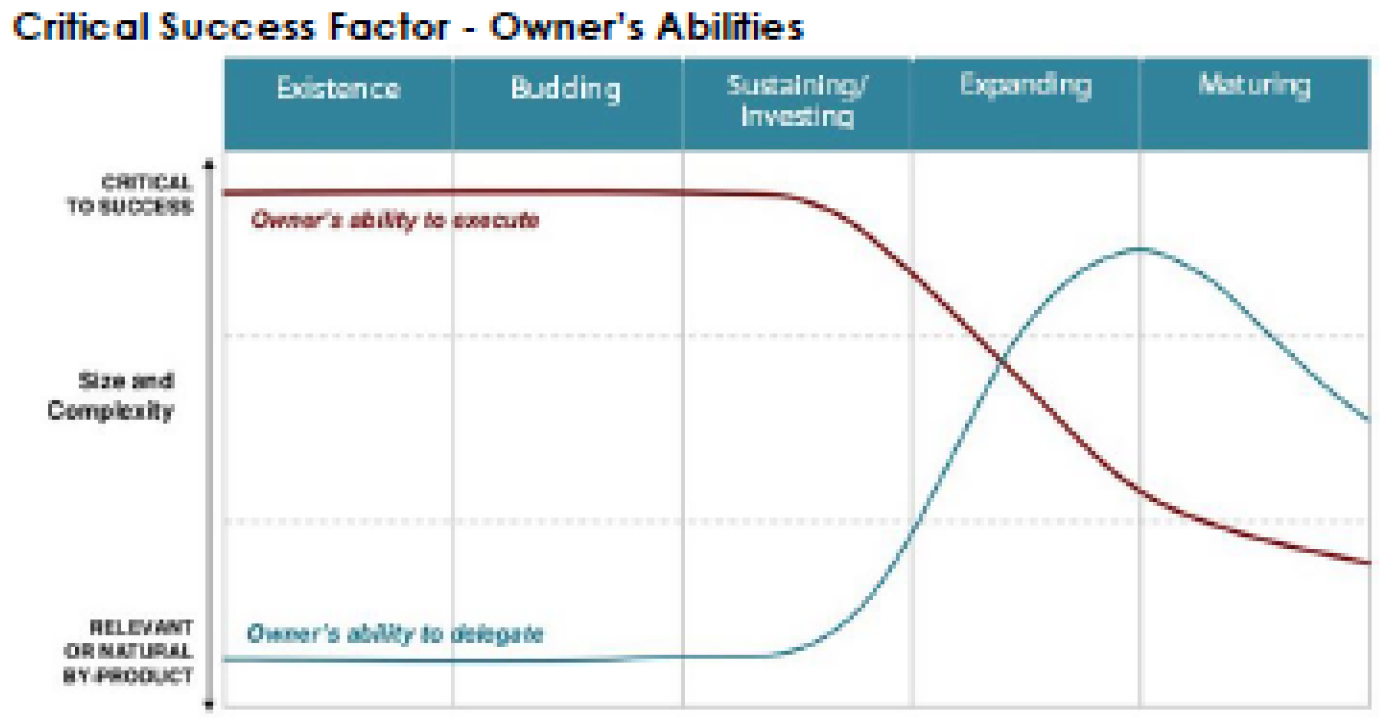 Critical Success Factor - Owner's Abilities
Existence
Budding
Sustaining/
Investing
Expanding
Maturing
CRITICAL
TO SUCCESS
Owner's ability to execute
Size and
Complexity
Owner's ability to delegate
RELEVANT
OR NATURAL
BY-PRODUCT